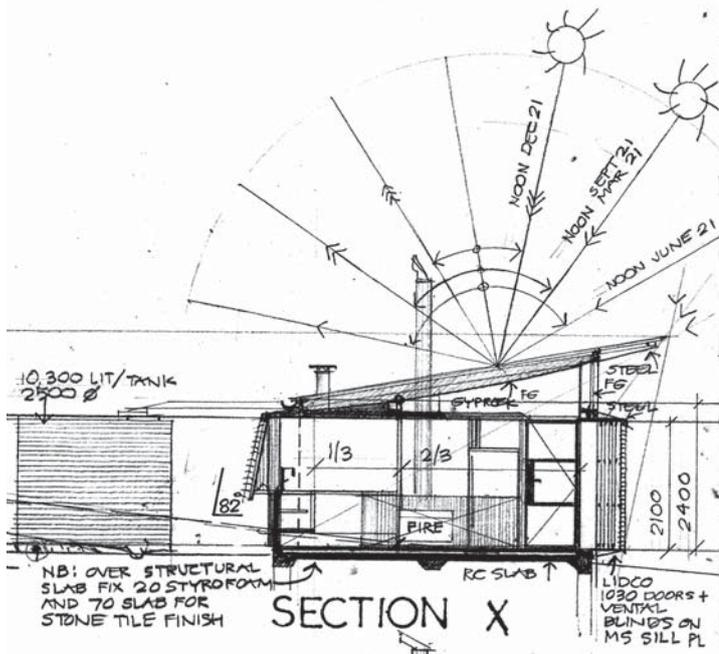 NOON DEC 21
NOON SEPT 21
MAR 21
NOON JUNE 21
10,300 LIT/TANK
2500 Ø
GYPROCK
FG
STEEL
FG
STEEL
1/3
2/3
82°
FIRE
2100
2400
NB: OVER STRUCTURAL
SLAB FIX 20 STYROFOAM
AND 70 SLAB FOR
STONE TILE FINISH
RC SLAB
LIDCO
1030 DOORS +
VENTAL
BLINDS ON
MS SILL PL
SECTION X